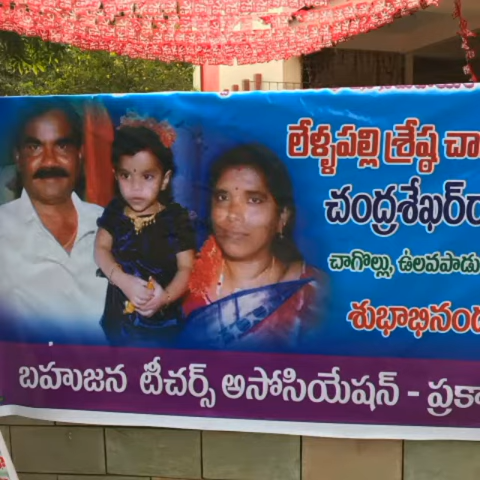 లేళ్ళపల్లి శ్రేష్ఠ చా
చంద్రశేఖర్
చాగొల్లు, ఉలవపాడు
శుభాభినంద
బహుజన టీచర్స్ అసోసియేషన్ - ప్రకా